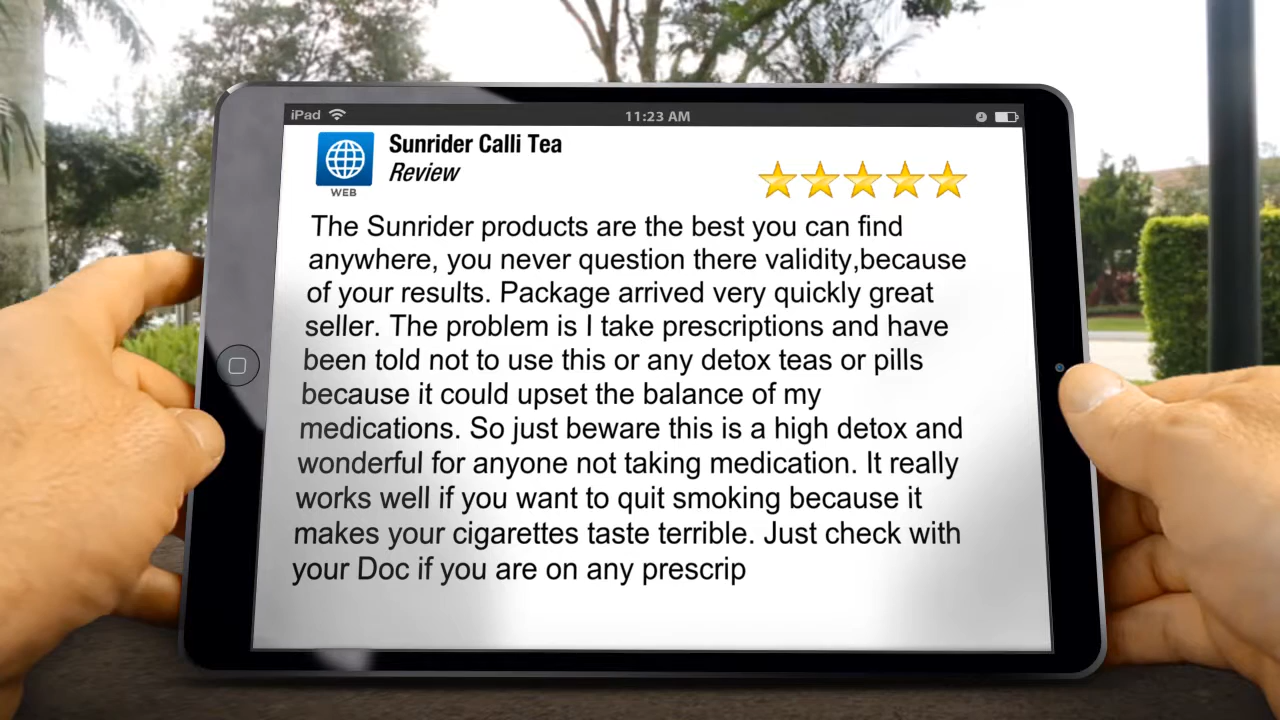 iPad
11:23 AM
Sunrider Calli Tea
Review
WEB
The Sunrider products are the best you can find
anywhere, you never question there validity,because
of your results. Package arrived very quickly great
seller. The problem is I take prescriptions and have
been told not to use this or any detox teas or pills
because it could upset the balance of my
medications. So just beware this is a high detox and
wonderful for anyone not taking medication. It really
works well if you want to quit smoking because it
makes your cigarettes taste terrible. Just check with
your Doc if you are on any prescrip